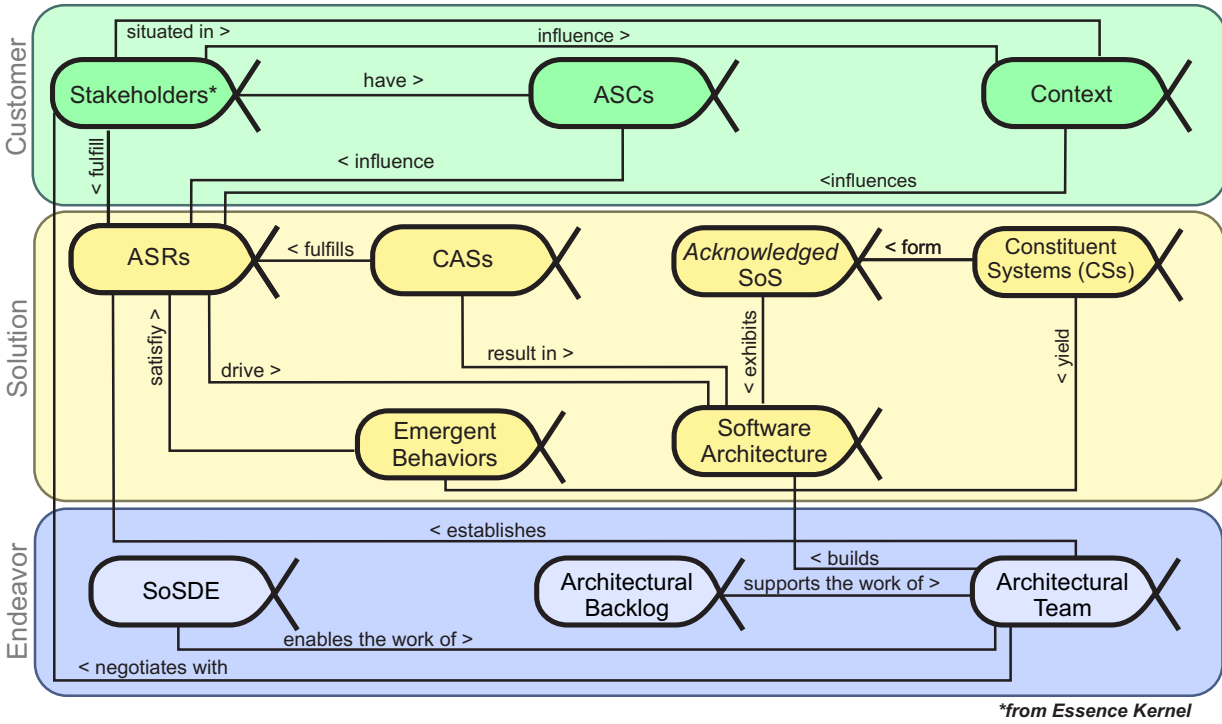 Customer
situated in >
influence >
Stakeholders*
have >
ASCs
Context
< fulfill
< influence
<influences
Solution
ASRs
< fulfills
CASs
Acknowledged
SoS
< form
Constituent
Systems (CSs)
satisfiy >
drive >
result in >
< exhibits
< yield
Emergent
Behaviors
Software
Architecture
Endeavor
< establishes
< builds
SoSDE
Architectural
Backlog
supports the work of >
Architectural
Team
enables the work of >
< negotiates with
*from Essence Kernel